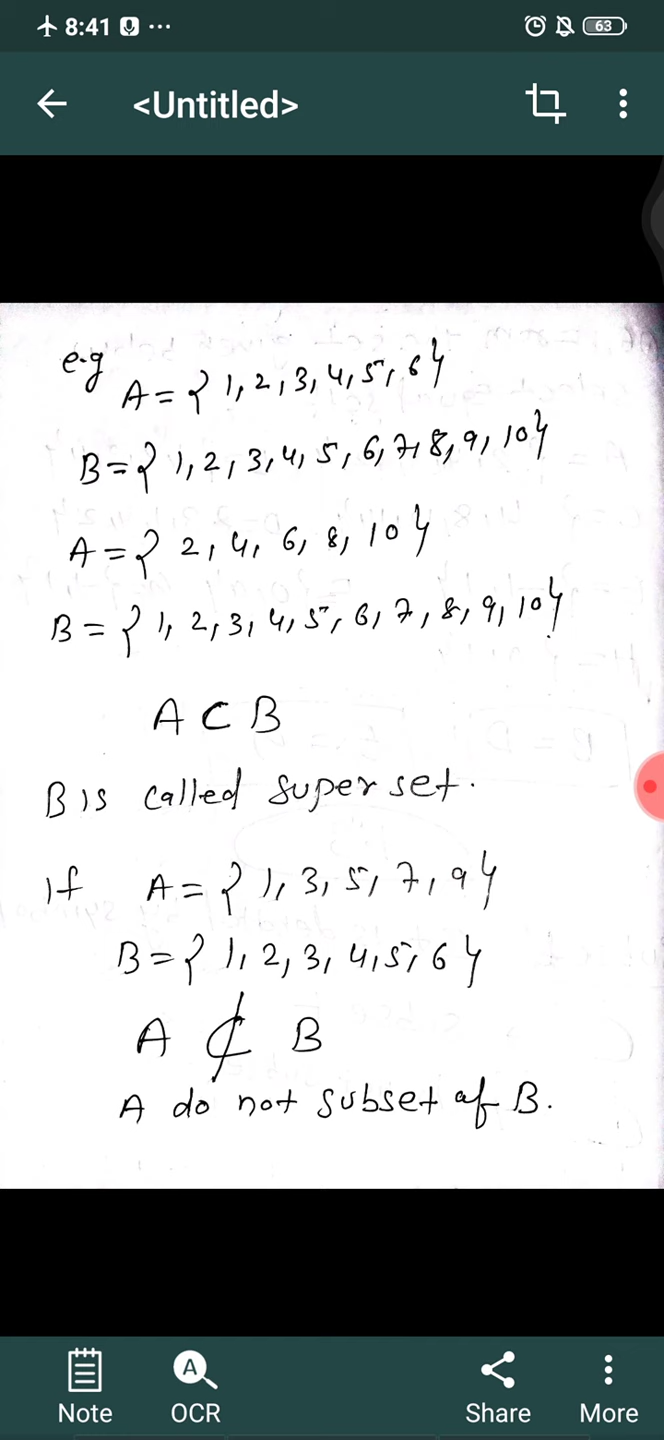 8:41 ...
63
<Untitled>
e.g A = { 1, 2, 3, 4, 5, 6 }
B = { 1, 2, 3, 4, 5, 6, 7, 8, 9, 10 }
A = { 2, 4, 6, 8, 10 }
B = { 1, 2, 3, 4, 5, 6, 7, 8, 9, 10 }
A ⊂ B
B is called super set.
If A = { 1, 3, 5, 7, 9 }
B = { 1, 2, 3, 4, 5, 6 }
A ⊄ B
A do not subset of B.
A
Note OCR Share More